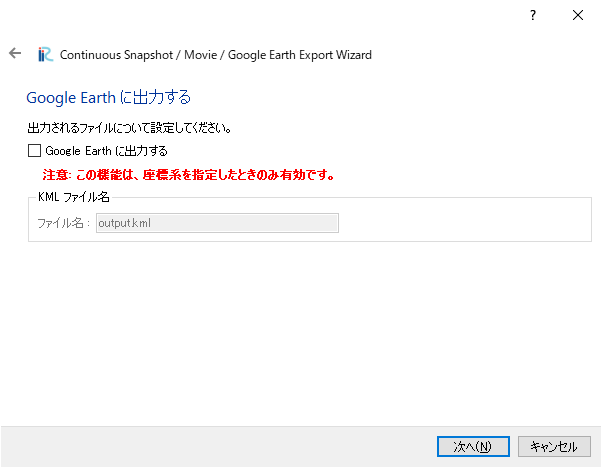 ?
Continuous Snapshot / Movie / Google Earth Export Wizard
Google Earth に出力する
出力されるファイルについて設定してください。
Google Earth に出力する
注意: この機能は、座標系を指定したときのみ有効です。
KML ファイル名
ファイル名： output.kml
次へ(N) キャンセル